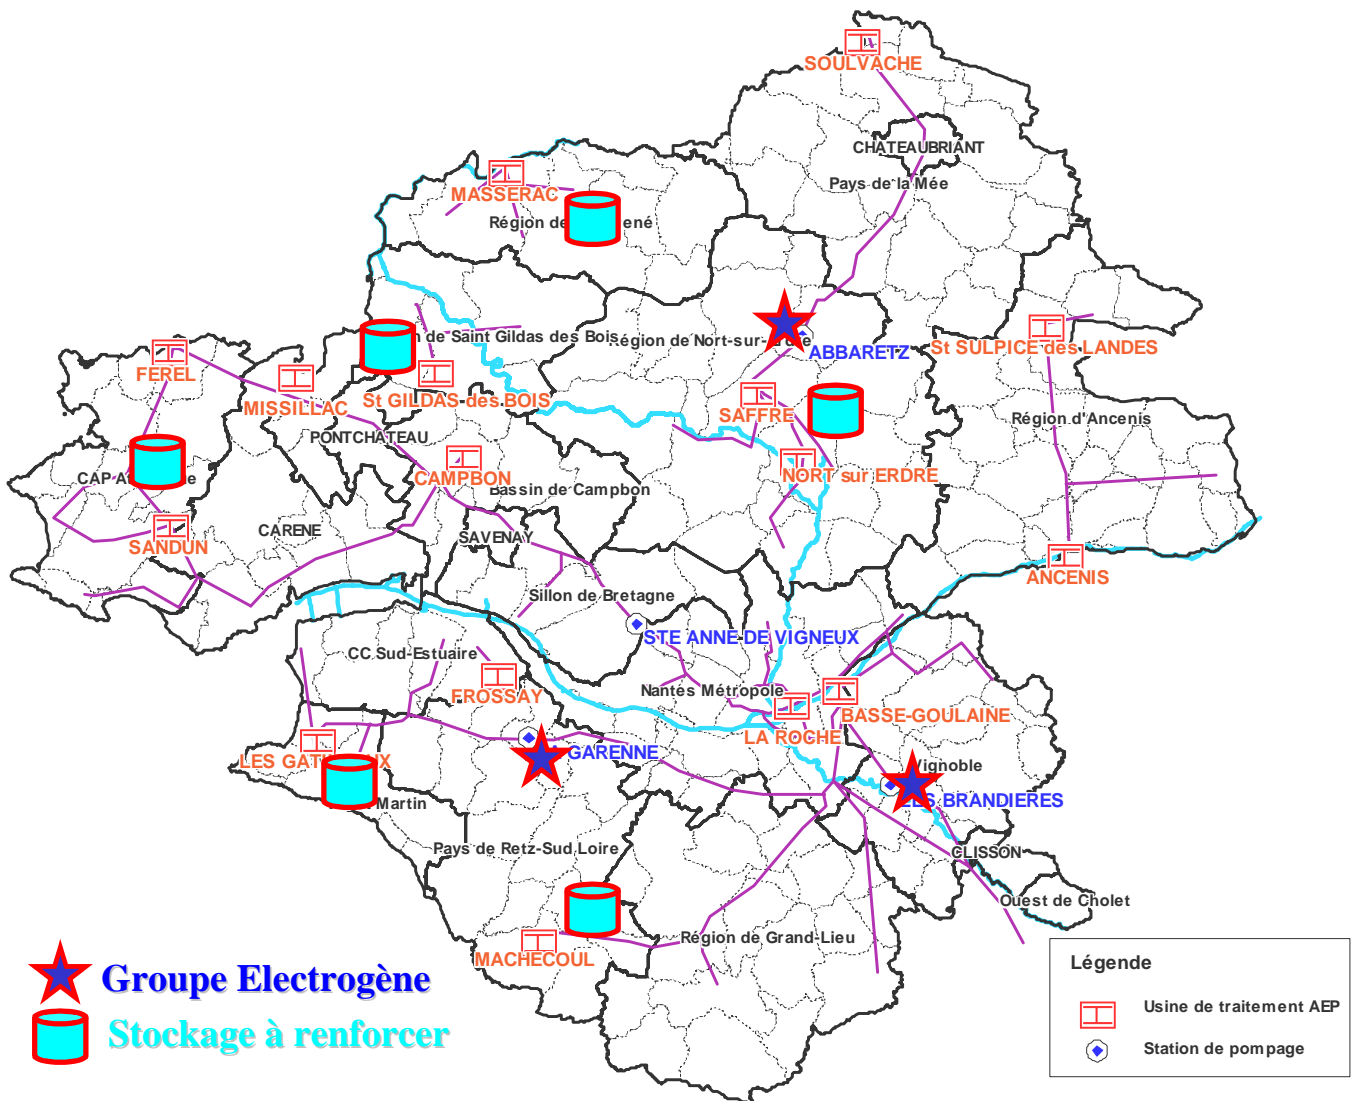 SOULVACHE
CHATEAUBRIANT
Pays de la Mée
MASSERAC
Région de ené
n de Saint Gildas des Bois
Région de Nort-sur-
ABBARETZ
St SULPICE des LANDES
FEREL
MISSILLAC
St GILDAS des BOIS
SAFFRE
Région d'Ancenis
PONTCHATEAU
CAP A e
CAMPBON
Bassin de Campbon
NORT sur ERDRE
SANDUN
CARENE
SAVENAY
ANCENIS
Sillon de Bretagne
STE ANNE DE VIGNEUX
CC Sud-Estuaire
FROSSAY
Nantes Métropole
BASSE-GOULAINE
LA ROCHE
LES GAT X
GARENNE
Vignoble
LES BRANDIERES
Martin
Pays de Retz-Sud Loire
CLISSON
Ouest de Cholet
Région de Grand-Lieu
MACHECOUL
Groupe Electrogène
Stockage à renforcer
Légende
Usine de traitement AEP
Station de pompage